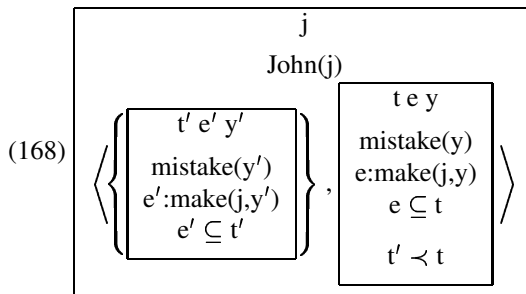 j
John(j)
t′ e′ y′
mistake(y′)
e′:make(j,y′)
e′ ⊆ t′
t e y
mistake(y)
e:make(j,y)
e ⊆ t
t′ ≺ t
(168) ⟨ { } , ⟩